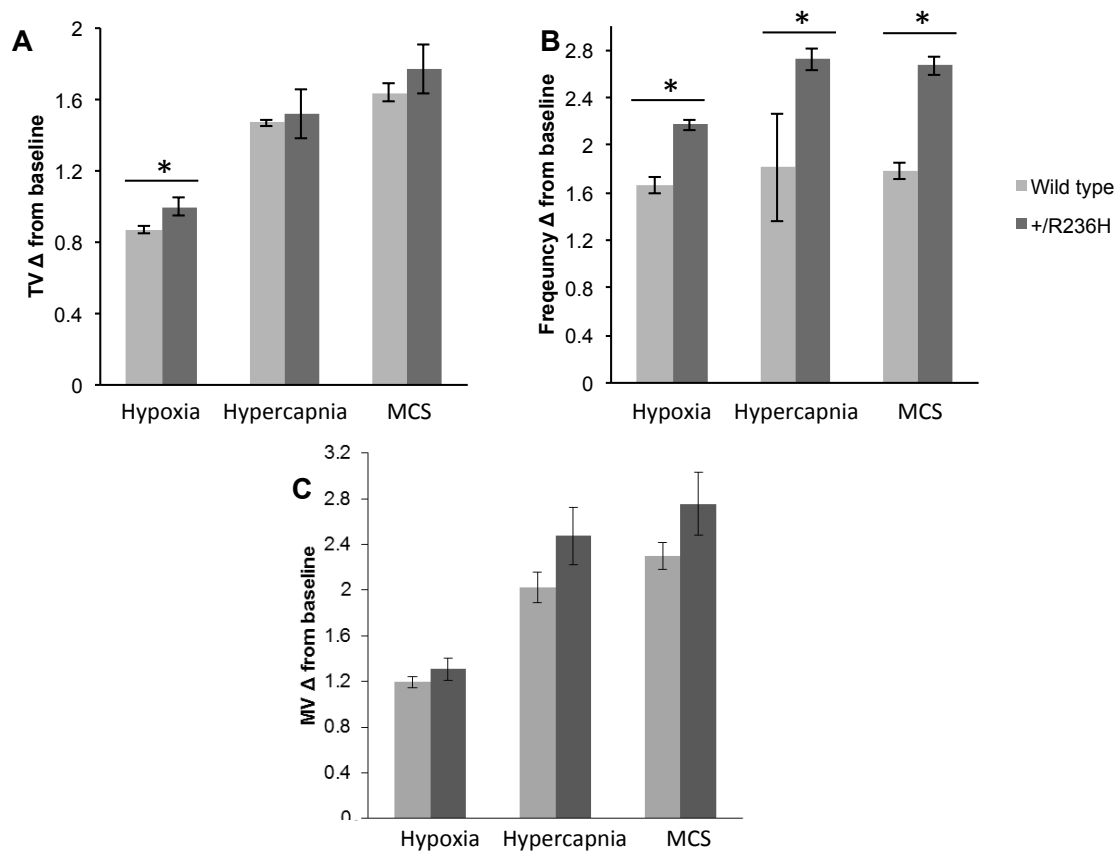 A
TV Δ from baseline
2
1.6
1.2
0.8
0.4
0
*
Hypoxia Hypercapnia MCS
B
Freqeuncy Δ from baseline
2.8
2.4
2
1.6
1.2
0.8
0.4
0
*
*
*
Hypoxia Hypercapnia MCS
Wild type
+/R236H
C
MV Δ from baseline
3.2
2.8
2.4
2
1.6
1.2
0.8
0.4
0
Hypoxia Hypercapnia MCS